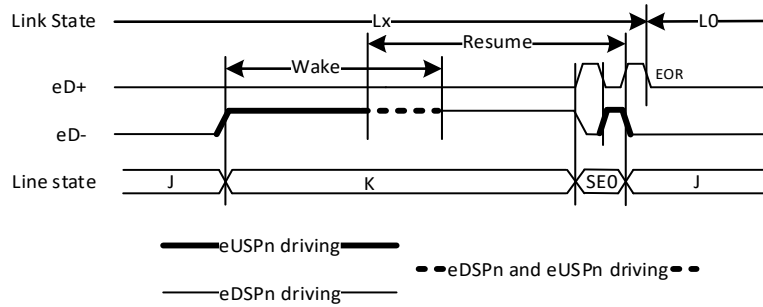 Link State Lx L0
Resume
Wake
eD+ EOR
eD-
Line state J K SE0 J
eUSPn driving
eDSPn and eUSPn driving
eDSPn driving